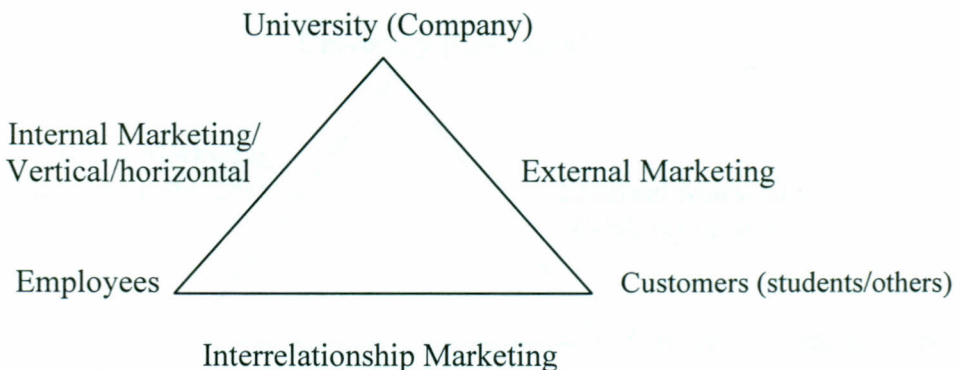 University (Company)
Internal Marketing/
Vertical/horizontal
External Marketing
Employees
Customers (students/others)
Interrelationship Marketing